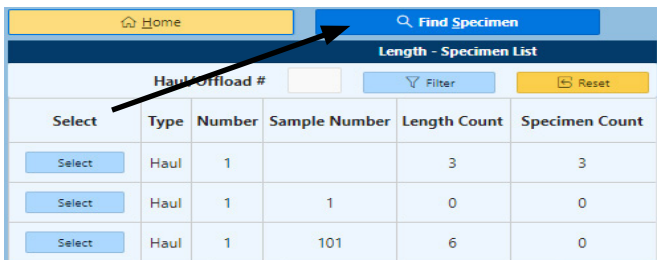 Home Find Specimen
Length - Specimen List
Haul/Offload # Filter Reset
Select Type Number Sample Number Length Count Specimen Count
Select Haul 1 3 3
Select Haul 1 1 0 0
Select Haul 1 101 6 0